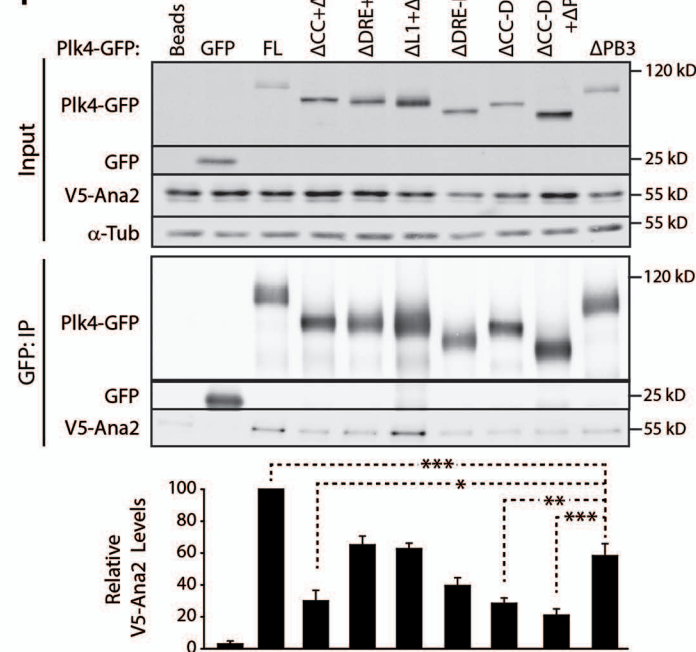 Plk4-GFP: Beads GFP FL ΔCC+Δ ΔDRE+ ΔL1+Δ ΔDRE- ΔCC-D ΔCC-D +ΔP ΔPB3
Input
Plk4-GFP
120 kD
GFP
25 kD
V5-Ana2
55 kD
α-Tub
55 kD
GFP: IP
120 kD
Plk4-GFP
GFP
25 kD
V5-Ana2
55 kD
Relative
V5-Ana2 Levels
100
80
60
40
20
0
***
*
**
***